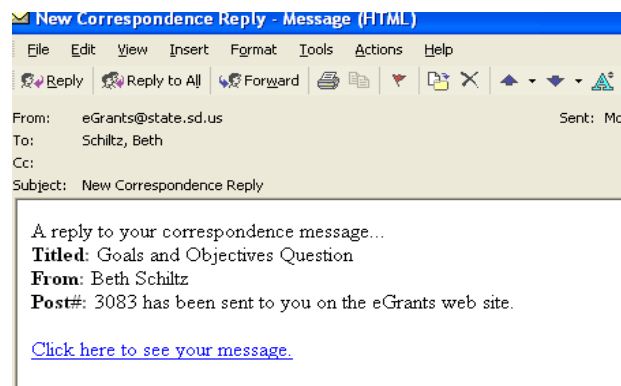 New Correspondence Reply - Message (HTML)
File Edit View Insert Format Tools Actions Help
Reply Reply to All Forward
From: eGrants@state.sd.us Sent: Mo
To: Schiltz, Beth
Cc:
Subject: New Correspondence Reply
A reply to your correspondence message...
Titled: Goals and Objectives Question
From: Beth Schiltz
Post#: 3083 has been sent to you on the eGrants web site.
Click here to see your message.